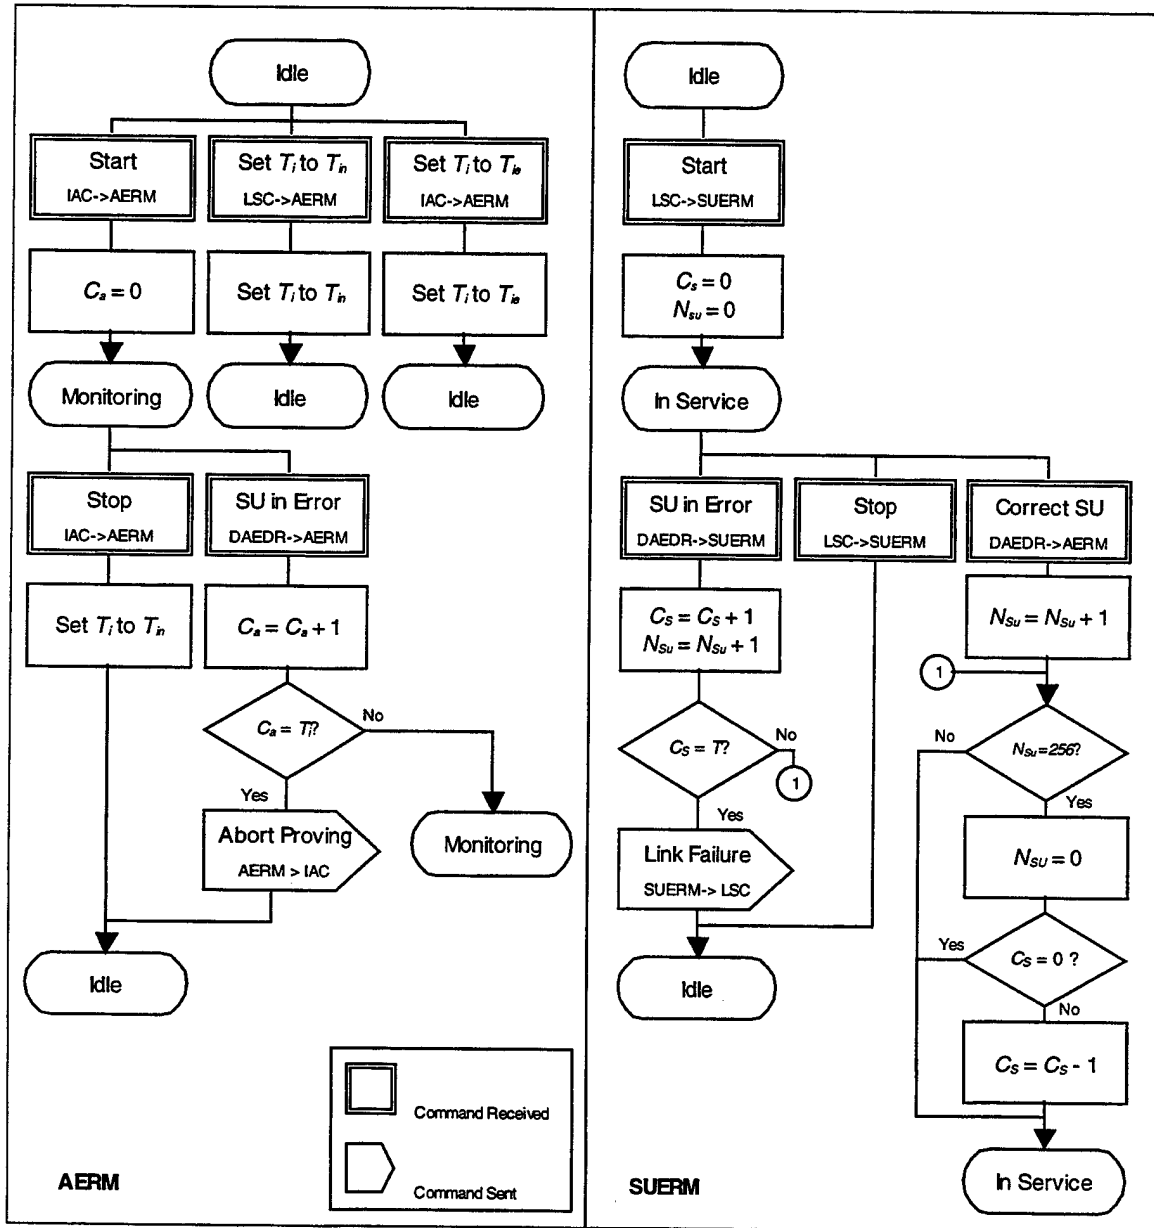 Idle
Start
IAC->AERM
Set Ti to Tin
LSC->AERM
Set Ti to Tie
IAC->AERM
Ca = 0
Set Ti to Tin
Set Ti to Tie
Monitoring
Idle
Idle
Stop
IAC->AERM
SU in Error
DAEDR->AERM
Set Ti to Tin
Ca = Ca + 1
Ca = Ti?
No
Yes
Abort Proving
AERM > IAC
Monitoring
Idle
Command Received
Command Sent
AERM
Idle
Start
LSC->SUERM
Cs = 0
Nsu = 0
In Service
SU in Error
DAEDR->SUERM
Stop
LSC->SUERM
Correct SU
DAEDR->AERM
CS = CS + 1
NSu = NSu + 1
NSu = NSu + 1
1
CS = T?
No
1
No
NSu=256?
Yes
Yes
Link Failure
SUERM-> LSC
NSU = 0
Yes
CS = 0 ?
Idle
No
CS = CS - 1
In Service
SUERM